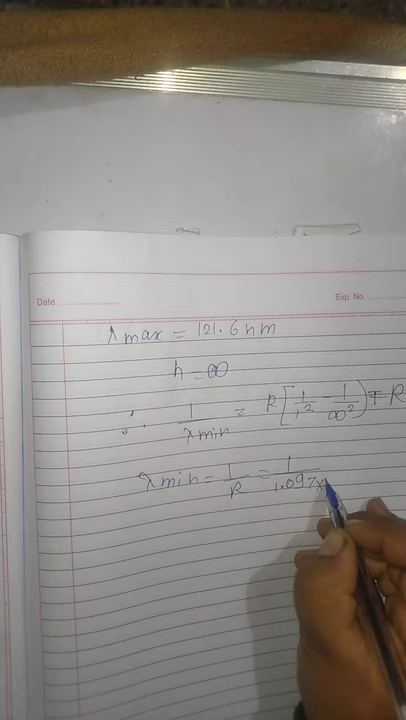 Date
Exp. No.
λmax = 121.6 nm
n = ∞
∴ 1/λmin = R[1/1² - 1/∞²) = R
λmin = 1/R = 1/1.097×